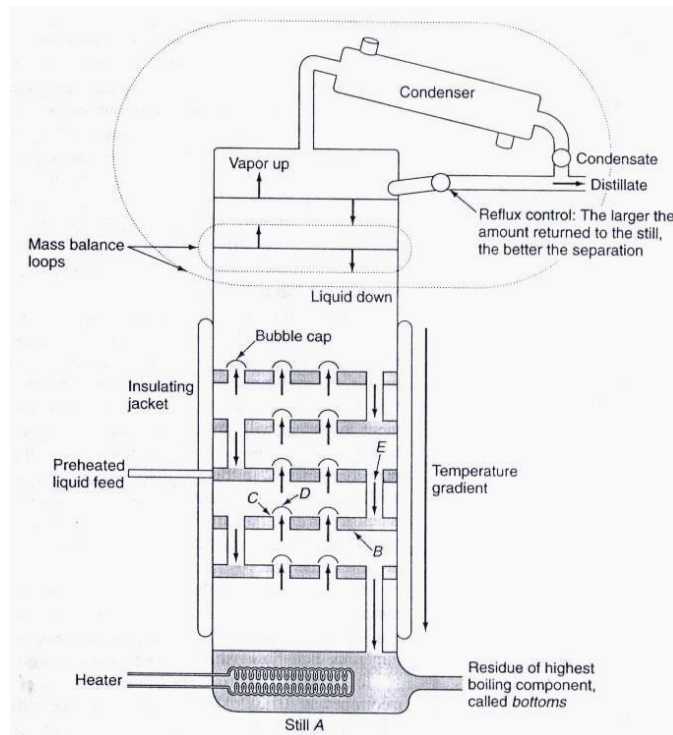 Condenser
Vapor up
Condensate
Distillate
Reflux control: The larger the
amount returned to the still,
the better the separation
Mass balance
loops
Liquid down
Bubble cap
Insulating
jacket
E
Preheated
liquid feed
Temperature
gradient
C
D
B
Heater
Residue of highest
boiling component,
called bottoms
Still A